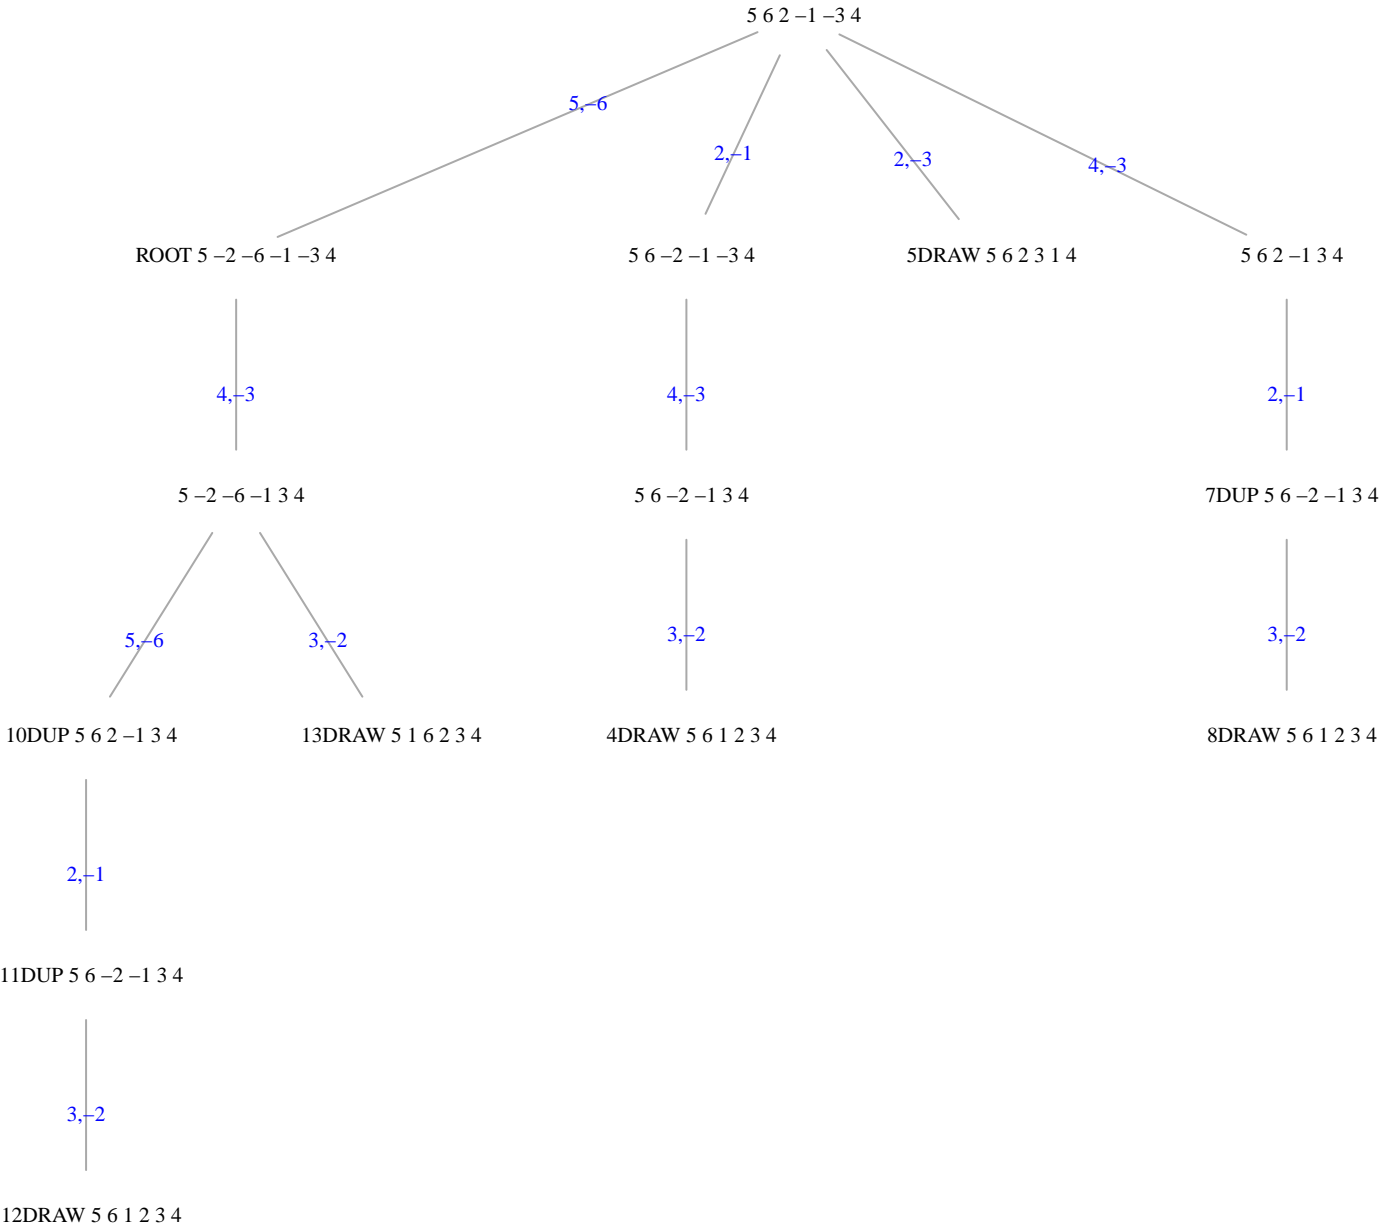 5 6 2 –1 –3 4
5,–6
2,–1
2,–3
4,–3
ROOT 5 –2 –6 –1 –3 4
5 6 –2 –1 –3 4
5DRAW 5 6 2 3 1 4
5 6 2 –1 3 4
4,–3
4,–3
2,–1
5 –2 –6 –1 3 4
5 6 –2 –1 3 4
7DUP 5 6 –2 –1 3 4
5,–6
3,–2
3,–2
3,–2
10DUP 5 6 2 –1 3 4
13DRAW 5 1 6 2 3 4
4DRAW 5 6 1 2 3 4
8DRAW 5 6 1 2 3 4
2,–1
11DUP 5 6 –2 –1 3 4
3,–2
12DRAW 5 6 1 2 3 4